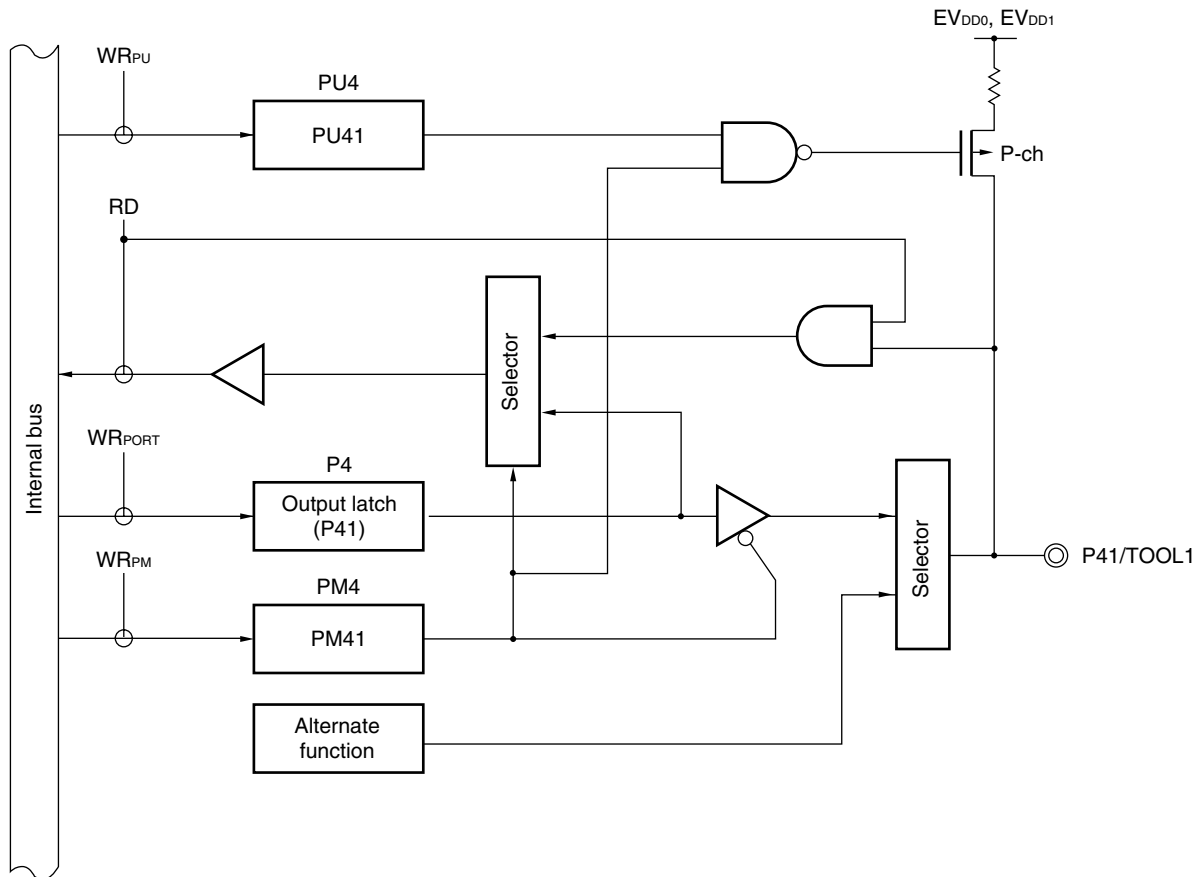 EVDD0, EVDD1
WRPU
PU4
PU41
P-ch
RD
Selector
Internal bus
WRPORT
P4
Output latch
(P41)
WRPM
PM4
PM41
Selector
P41/TOOL1
Alternate
function